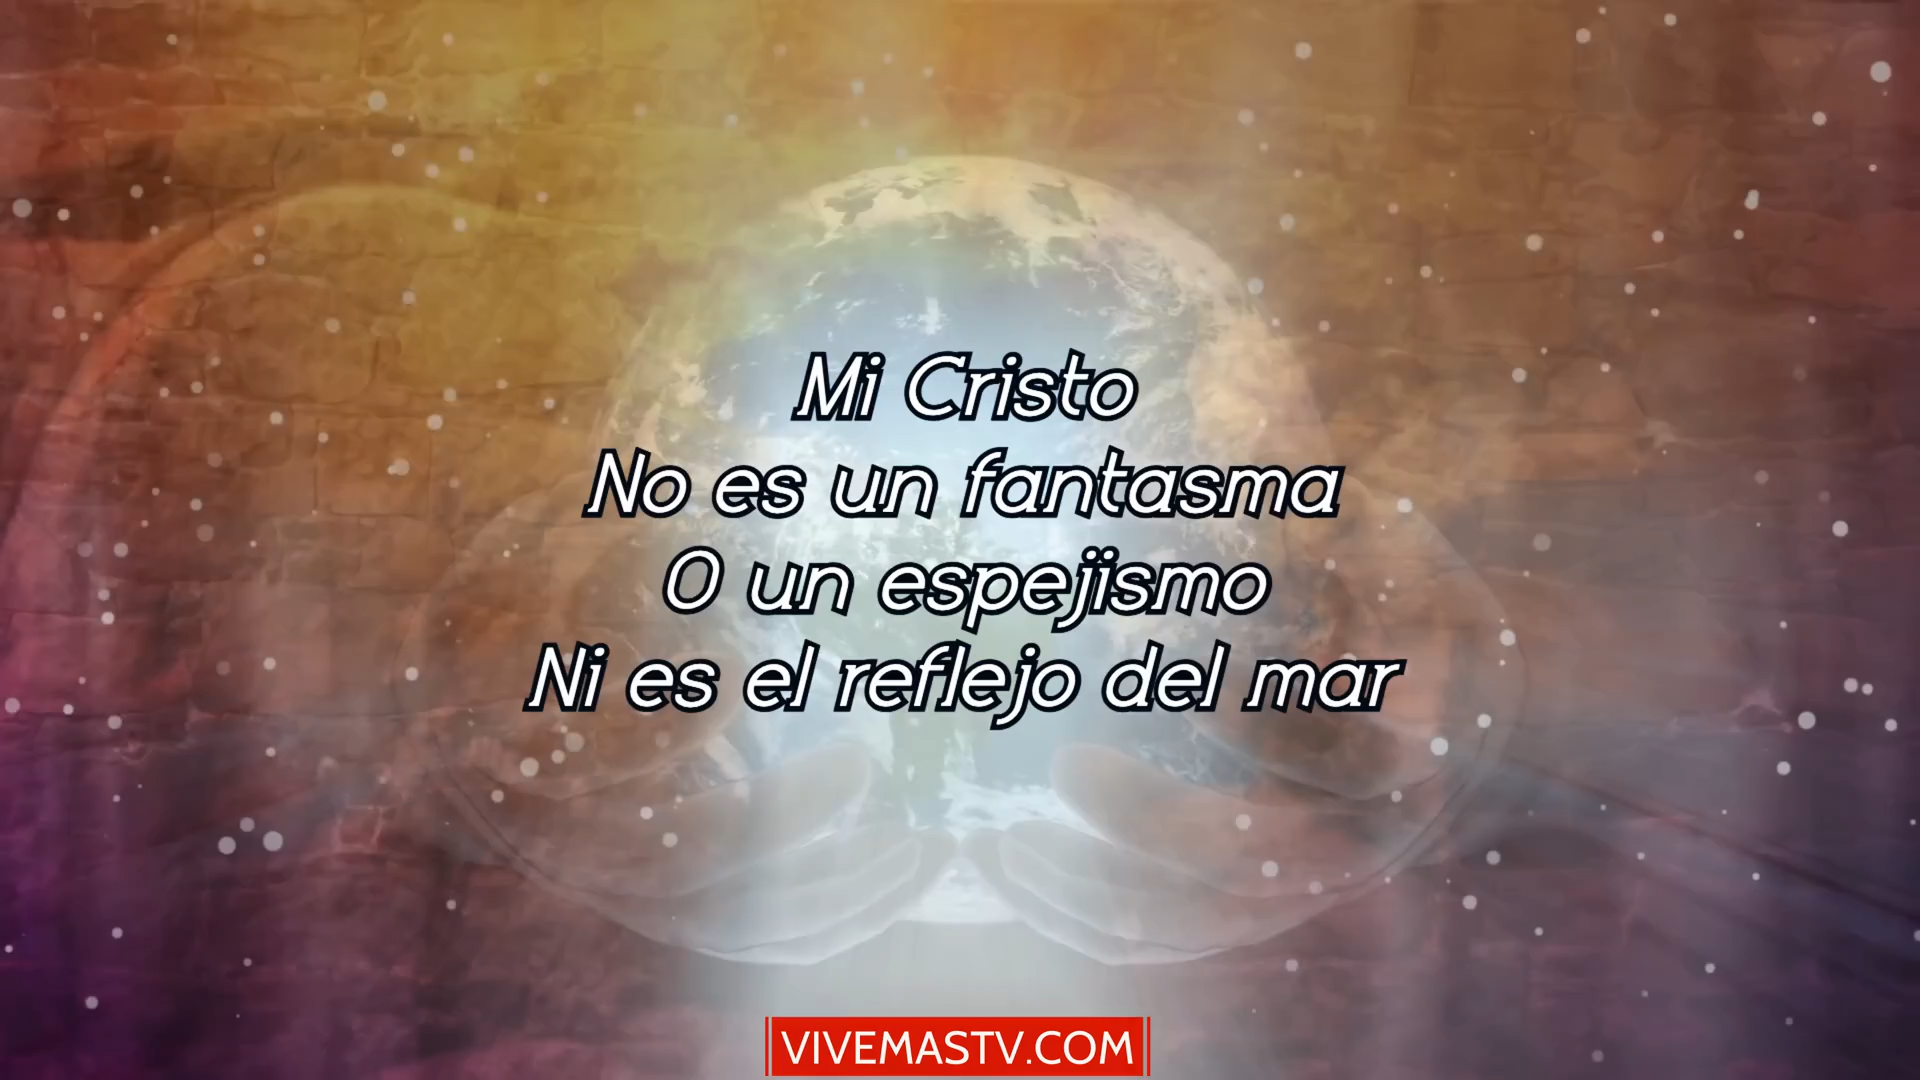 Mi Cristo
No es un fantasma
O un espejismo
Ni es el reflejo del mar
VIVEMASTV.COM